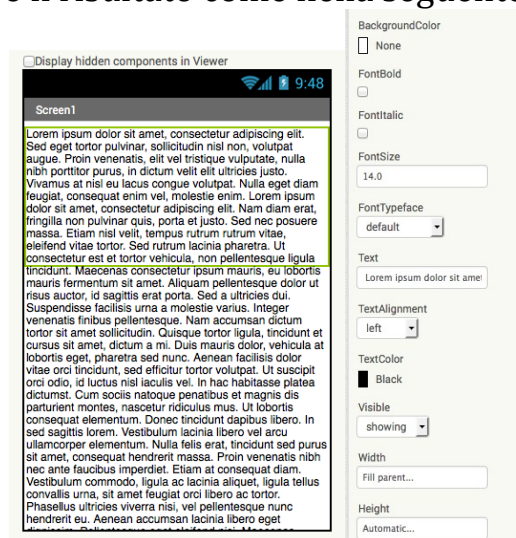 Display hidden components in Viewer
9:48
Screen1
Lorem ipsum dolor sit amet, consectetur adipiscing elit.
Sed eget tortor pulvinar, sollicitudin nisl non, volutpat
augue. Proin venenatis, elit vel tristique vulputate, nulla
nibh porttitor purus, in dictum velit elit ultricies justo.
Vivamus at nisl eu lacus congue volutpat. Nulla eget diam
feugiat, consequat enim vel, molestie enim. Lorem ipsum
dolor sit amet, consectetur adipiscing elit. Nam diam erat,
fringilla non pulvinar quis, porta et justo. Sed nec posuere
massa. Etiam nisl velit, tempus rutrum rutrum vitae,
eleifend vitae tortor. Sed rutrum lacinia pharetra. Ut
consectetur est et tortor vehicula, non pellentesque ligula
tincidunt. Maecenas consectetur ipsum mauris, eu lobortis
mauris fermentum sit amet. Aliquam pellentesque dolor ut
risus auctor, id sagittis erat porta. Sed a ultricies dui.
Suspendisse facilisis urna a molestie varius. Integer
venenatis finibus pellentesque. Nam accumsan dictum
tortor sit amet sollicitudin. Quisque tortor ligula, tincidunt et
cursus sit amet, dictum a mi. Duis mauris dolor, vehicula at
lobortis eget, pharetra sed nunc. Aenean facilisis dolor
vitae orci tincidunt, sed efficitur tortor volutpat. Ut suscipit
orci odio, id luctus nisl iaculis vel. In hac habitasse platea
dictumst. Cum sociis natoque penatibus et magnis dis
parturient montes, nascetur ridiculus mus. Ut lobortis
consequat elementum. Donec tincidunt dapibus libero. In
sed sagittis lorem. Vestibulum lacinia libero vel arcu
ullamcorper elementum. Nulla felis erat, tincidunt sed purus
sit amet, consequat hendrerit massa. Proin venenatis nibh
nec ante faucibus imperdiet. Etiam at consequat diam.
Vestibulum commodo, ligula ac lacinia aliquet, ligula tellus
convallis urna, sit amet feugiat orci libero ac tortor.
Phasellus ultricies viverra nisi, vel pellentesque nunc
hendrerit eu. Aenean accumsan lacinia libero eget
BackgroundColor
None
FontBold
FontItalic
FontSize
14.0
FontTypeface
default
Text
Lorem ipsum dolor sit amet
TextAlignment
left
TextColor
Black
Visible
showing
Width
Fill parent...
Height
Automatic...